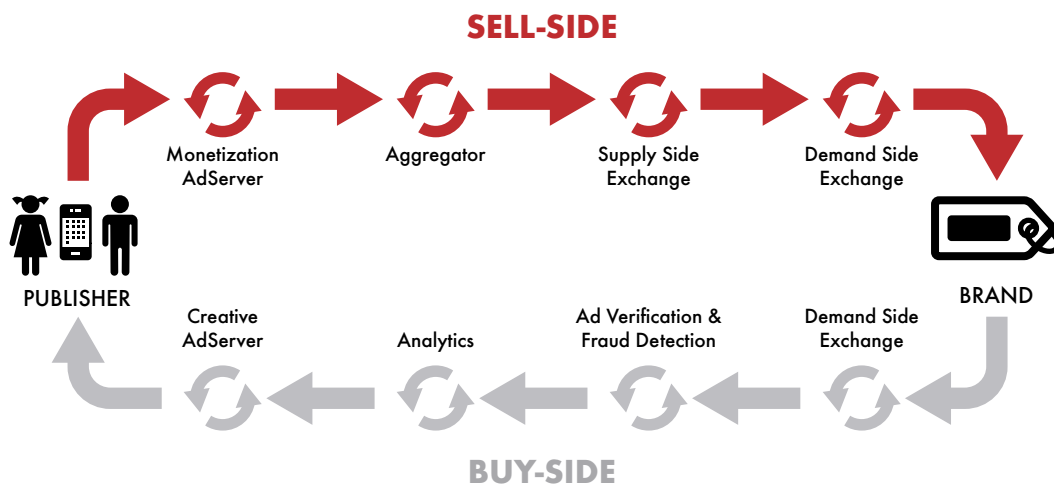 SELL-SIDE
Monetization
AdServer
Aggregator
Supply Side
Exchange
Demand Side
Exchange
PUBLISHER
BRAND
Creative
AdServer
Analytics
Ad Verification &
Fraud Detection
Demand Side
Exchange
BUY-SIDE